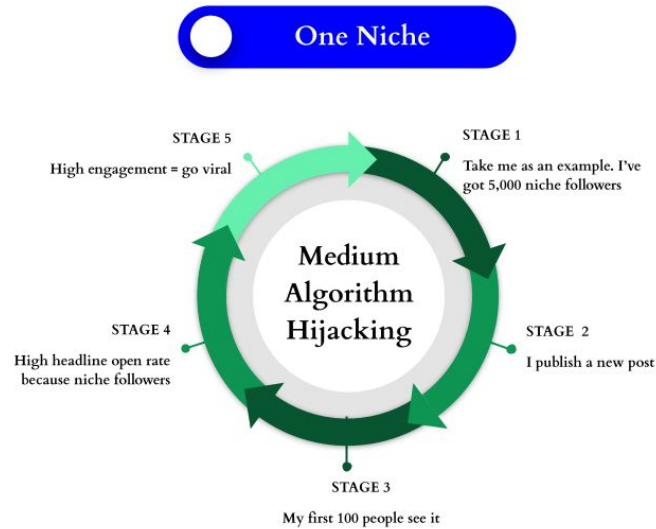 One Niche
STAGE 1
Take me as an example. I've
got 5,000 niche followers
STAGE 2
I publish a new post
STAGE 3
My first 100 people see it
STAGE 4
High headline open rate
because niche followers
STAGE 5
High engagement = go viral
Medium
Algorithm
Hijacking